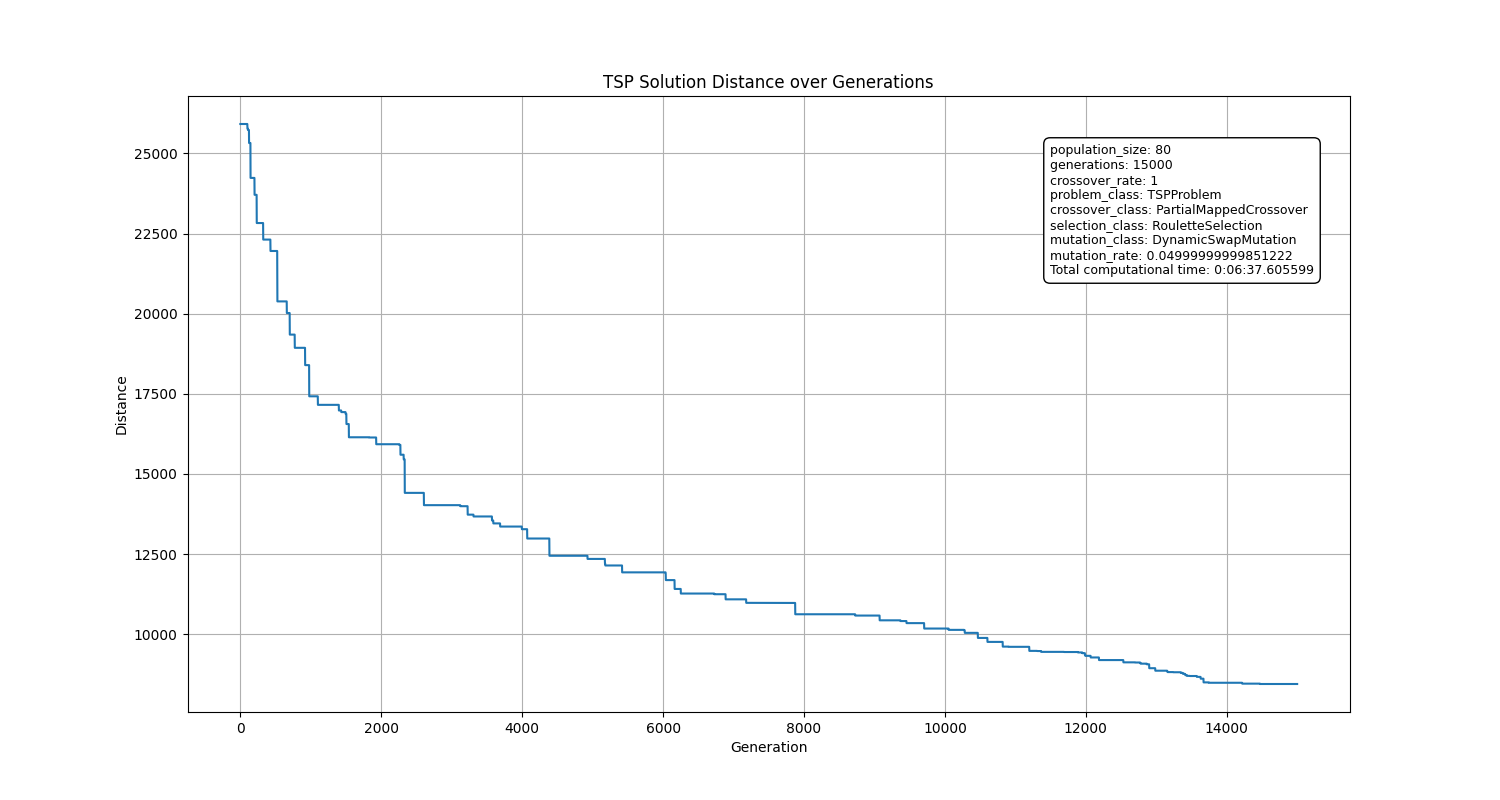 TSP Solution Distance over Generations
25000
22500
20000
17500
15000
12500
10000
Distance
population_size: 80
generations: 15000
crossover_rate: 1
problem_class: TSPProblem
crossover_class: PartialMappedCrossover
selection_class: RouletteSelection
mutation_class: DynamicSwapMutation
mutation_rate: 0.04999999999851222
Total computational time: 0:06:37.605599
0 2000 4000 6000 8000 10000 12000 14000
Generation